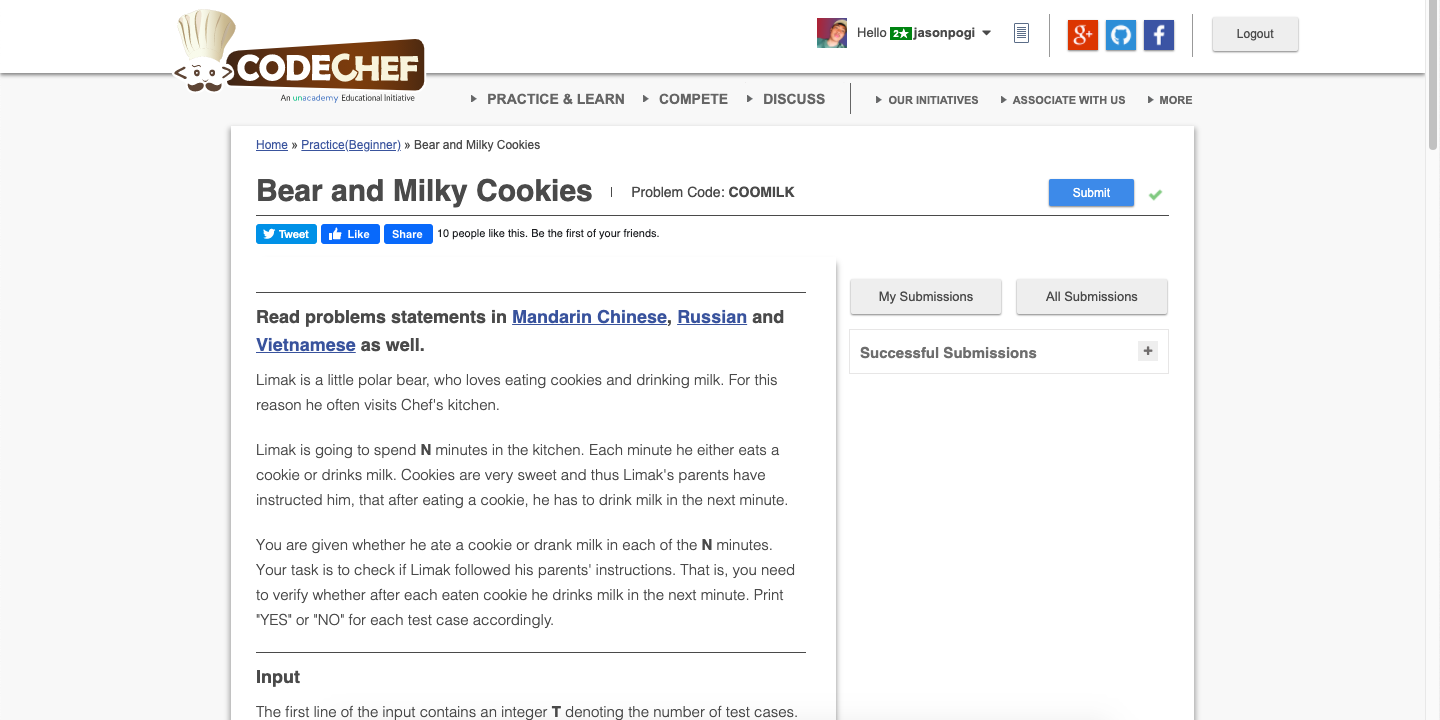 Hello 2★ jasonpogi
Logout
CODECHEF
An unacademy Educational Initiative
PRACTICE & LEARN COMPETE DISCUSS OUR INITIATIVES ASSOCIATE WITH US MORE
Home » Practice(Beginner) » Bear and Milky Cookies
Bear and Milky Cookies Problem Code: COOMILK Submit
Tweet Like Share 10 people like this. Be the first of your friends.
My Submissions All Submissions
Successful Submissions +
Read problems statements in Mandarin Chinese, Russian and
Vietnamese as well.
Limak is a little polar bear, who loves eating cookies and drinking milk. For this
reason he often visits Chef's kitchen.
Limak is going to spend N minutes in the kitchen. Each minute he either eats a
cookie or drinks milk. Cookies are very sweet and thus Limak's parents have
instructed him, that after eating a cookie, he has to drink milk in the next minute.
You are given whether he ate a cookie or drank milk in each of the N minutes.
Your task is to check if Limak followed his parents' instructions. That is, you need
to verify whether after each eaten cookie he drinks milk in the next minute. Print
"YES" or "NO" for each test case accordingly.
Input
The first line of the input contains an integer T denoting the number of test cases.